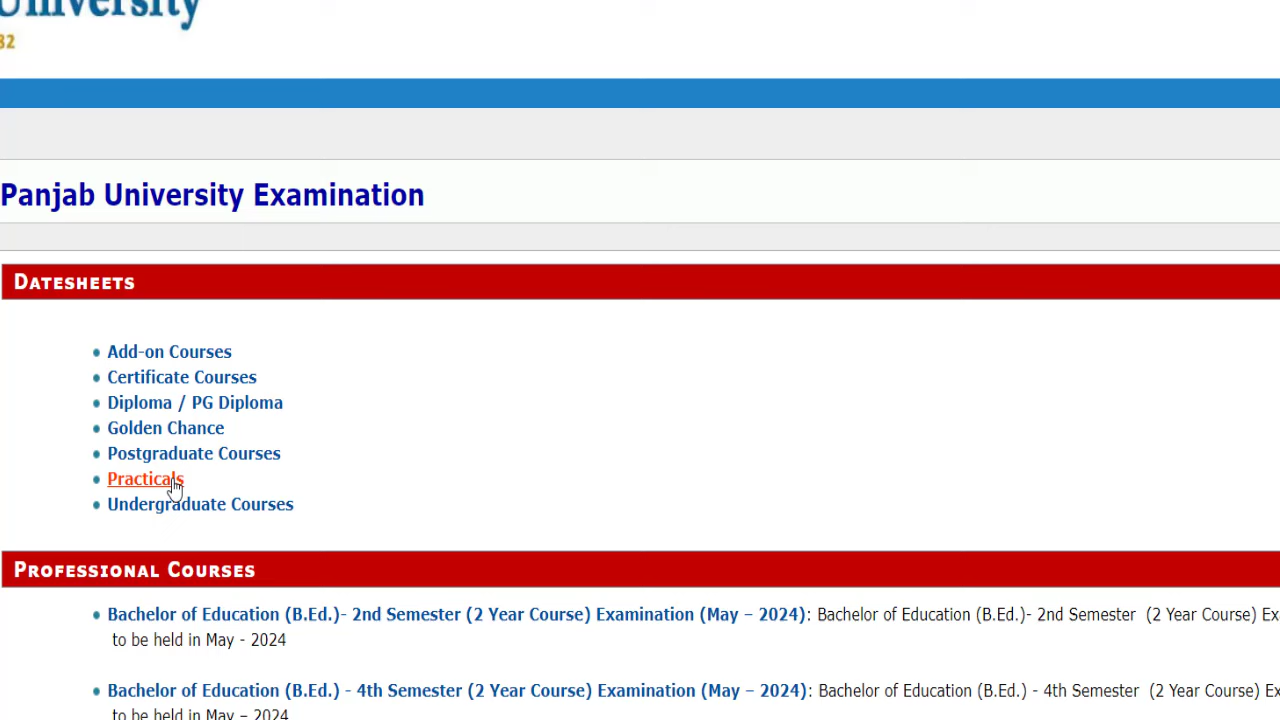 University
82
Panjab University Examination
DATESHEETS
Add-on Courses
Certificate Courses
Diploma / PG Diploma
Golden Chance
Postgraduate Courses
Practicals
Undergraduate Courses
PROFESSIONAL COURSES
Bachelor of Education (B.Ed.)- 2nd Semester (2 Year Course) Examination (May – 2024): Bachelor of Education (B.Ed.)- 2nd Semester (2 Year Course) Ex
to be held in May - 2024
Bachelor of Education (B.Ed.) - 4th Semester (2 Year Course) Examination (May – 2024): Bachelor of Education (B.Ed.) - 4th Semester (2 Year Course) Ex
to be held in May – 2024